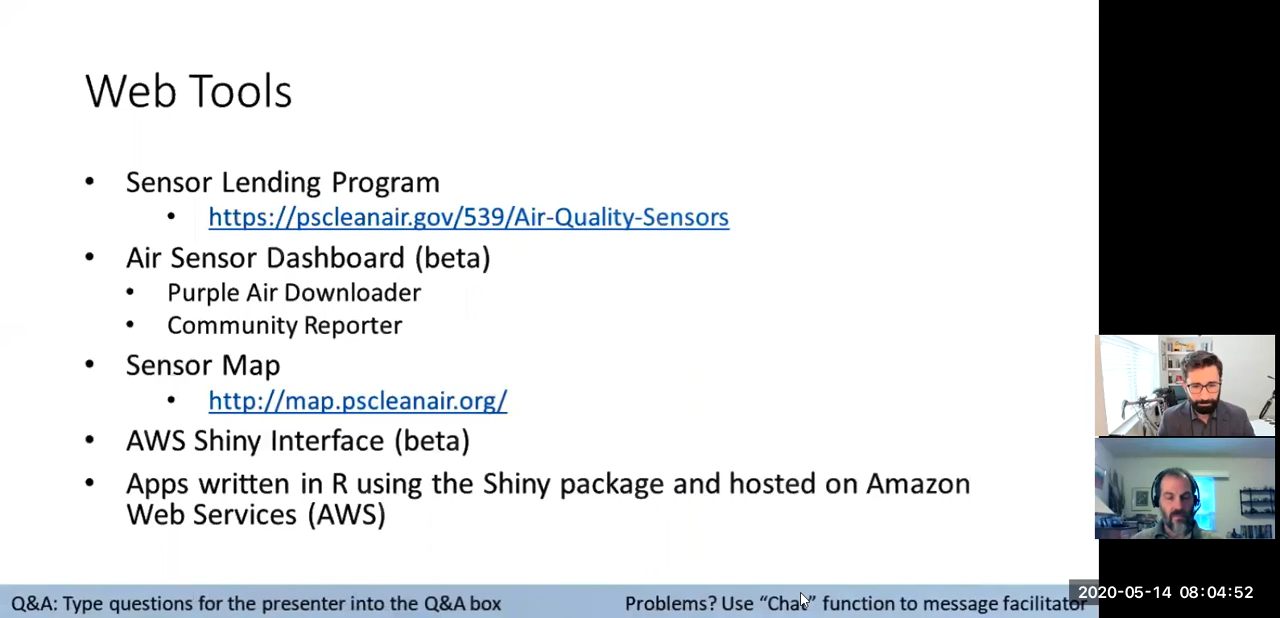 Web Tools
• Sensor Lending Program
• https://pscleanair.gov/539/Air-Quality-Sensors
• Air Sensor Dashboard (beta)
• Purple Air Downloader
• Community Reporter
• Sensor Map
• http://map.pscleanair.org/
• AWS Shiny Interface (beta)
• Apps written in R using the Shiny package and hosted on Amazon
Web Services (AWS)
Q&A: Type questions for the presenter into the Q&A box
Problems? Use “Chat” function to message facilitator
2020-05-14 08:04:52